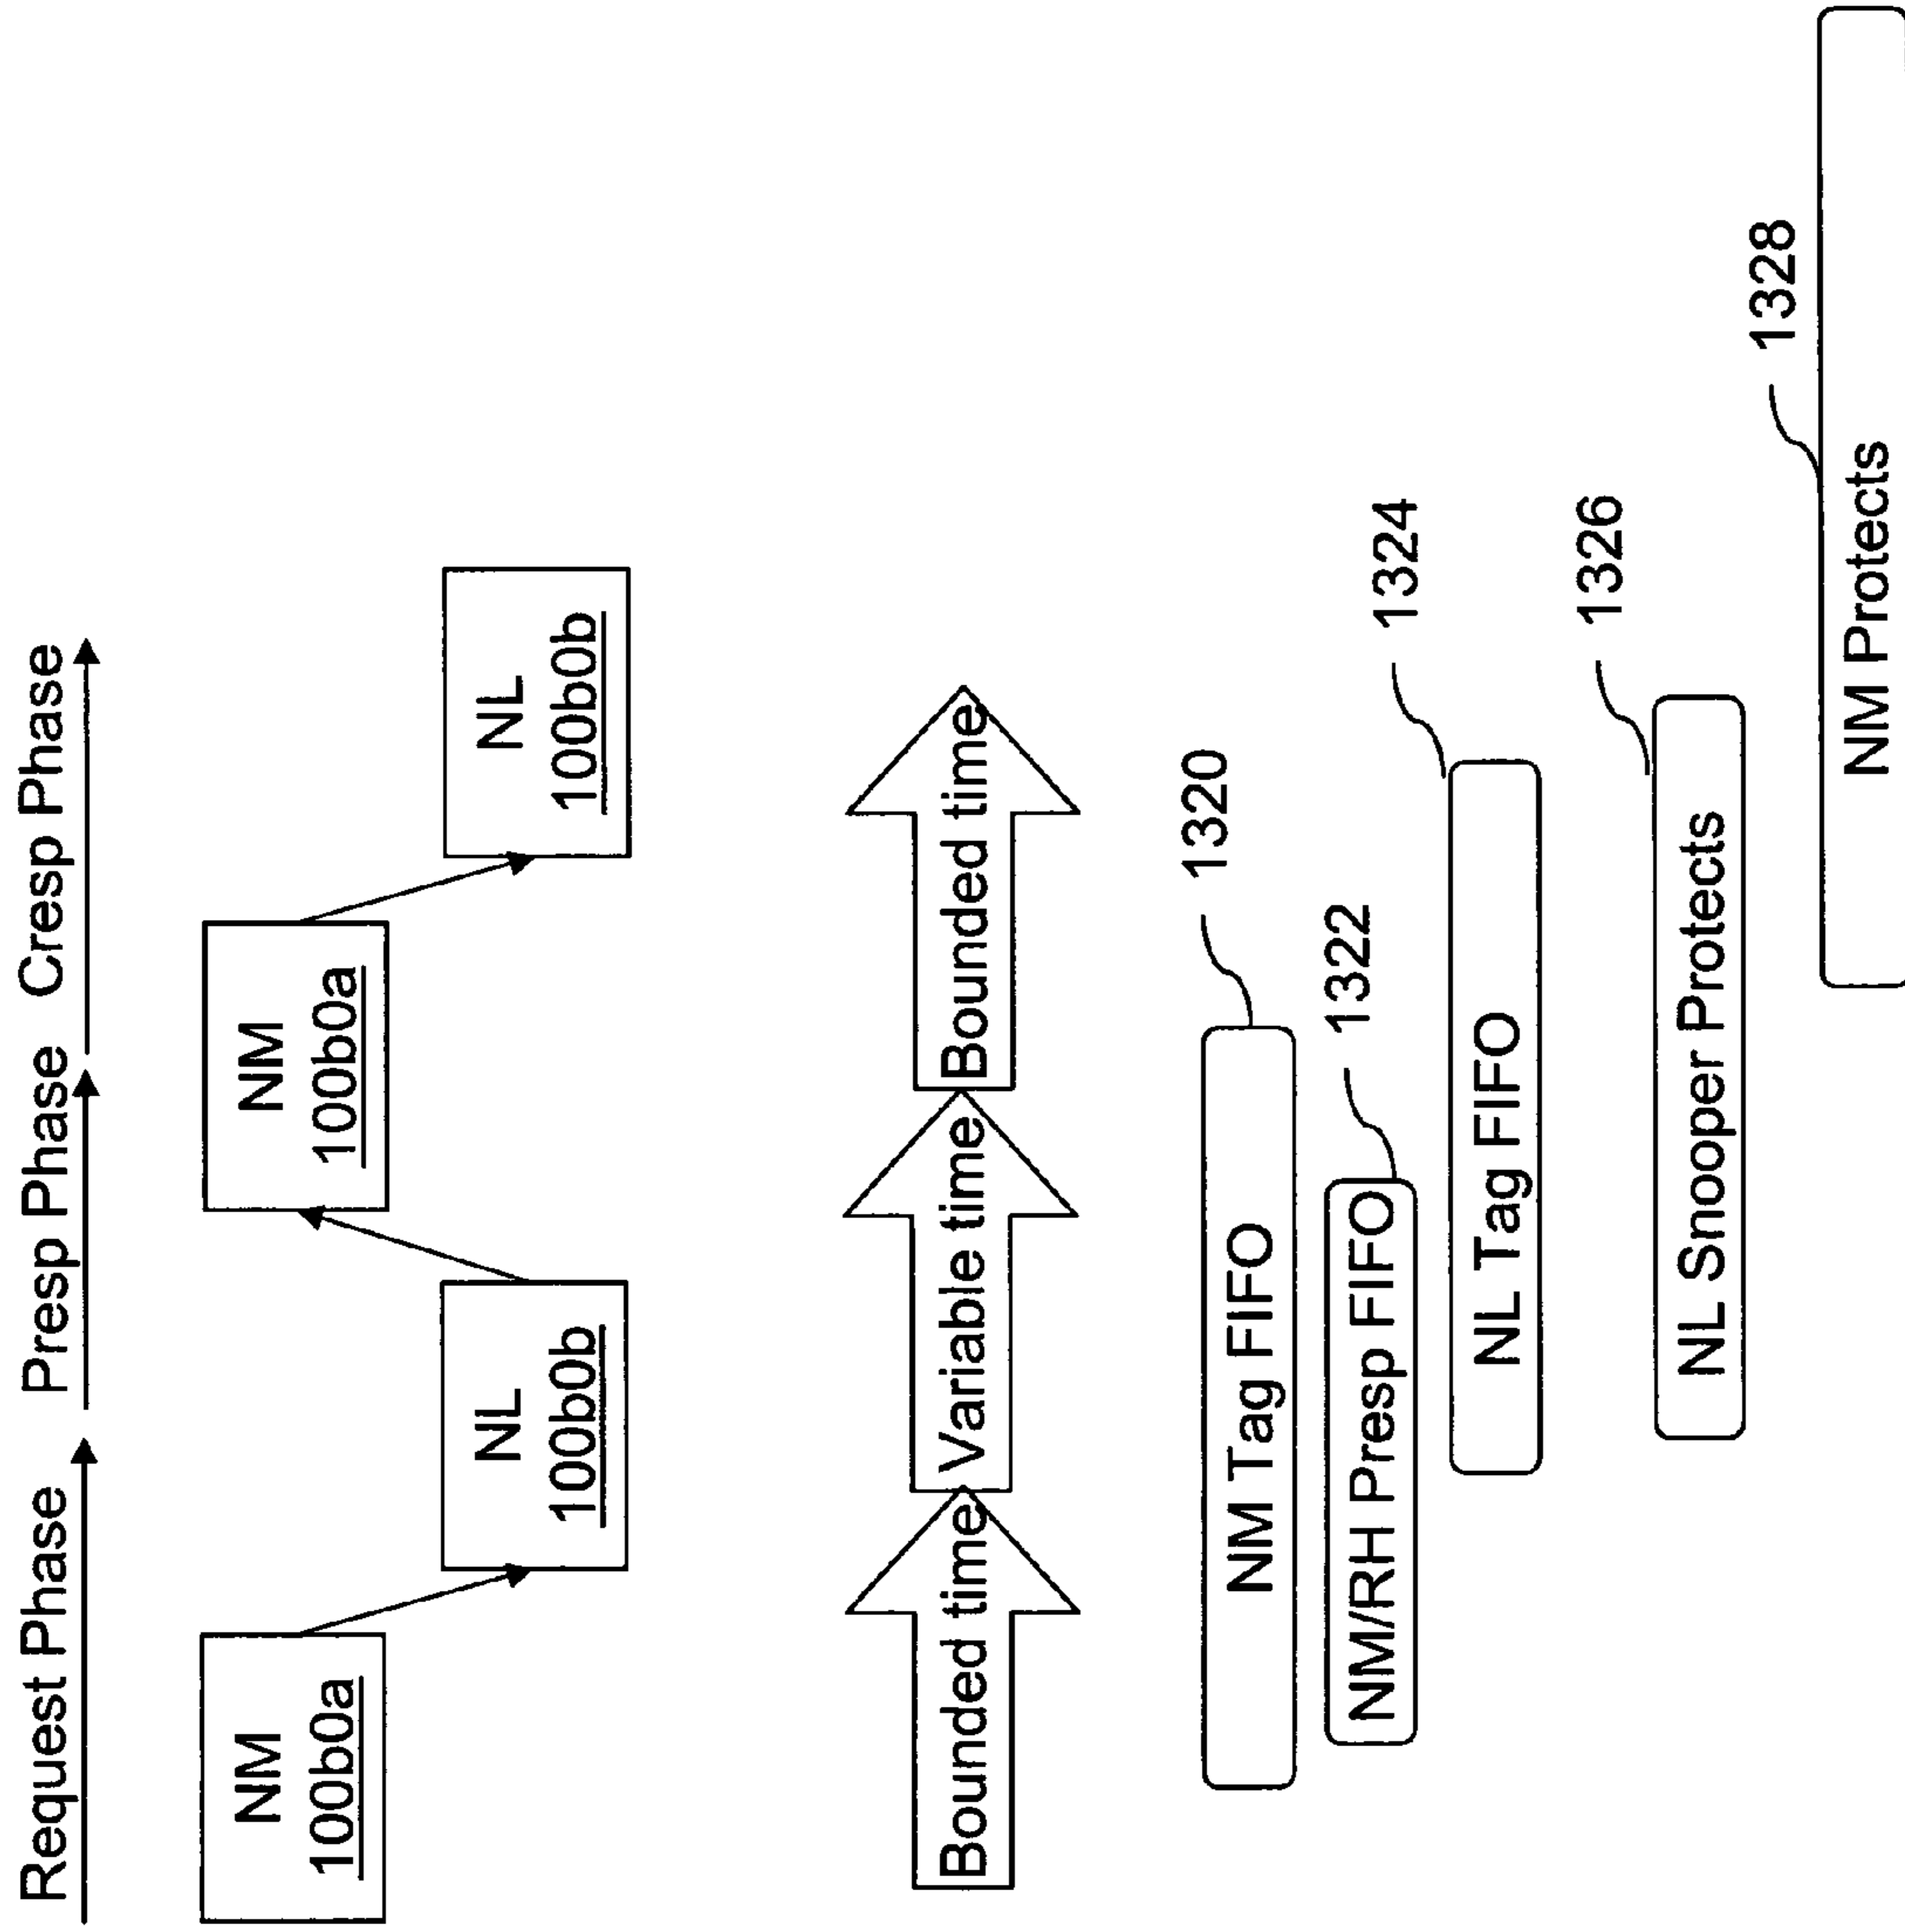 Request Phase
Presp Phase
Cresp Phase
NM
100b0a
NM
100b0a
NL
100b0b
NL
100b0b
Bounded time
Variable time
Bounded time
1320
NM Tag FIFO
1322
NM/RH Presp FIFO
1324
NL Tag FIFO
1326
NL Snooper Protects
1328
NM Protects